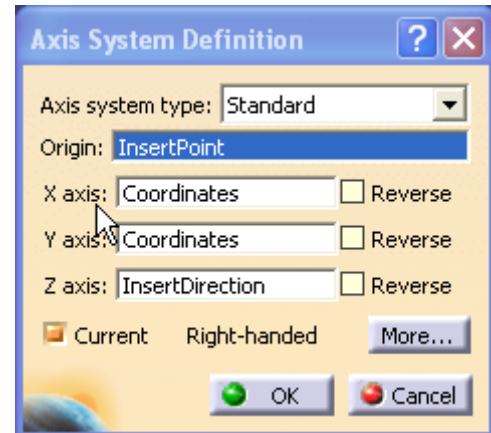 Axis System Definition
Axis system type: Standard
Origin: InsertPoint
X axis: Coordinates Reverse
Y axis: Coordinates Reverse
Z axis: InsertDirection Reverse
Current Right-handed More...
OK Cancel